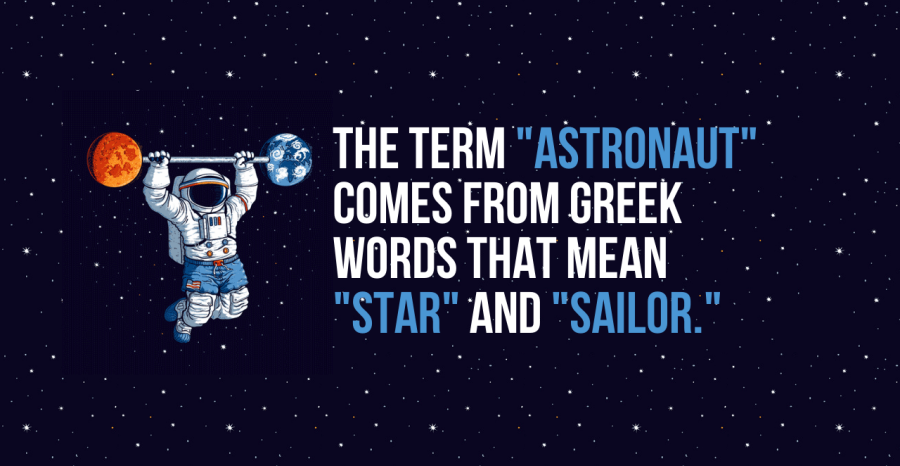 THE TERM "ASTRONAUT"
COMES FROM GREEK
WORDS THAT MEAN
"STAR" AND "SAILOR."